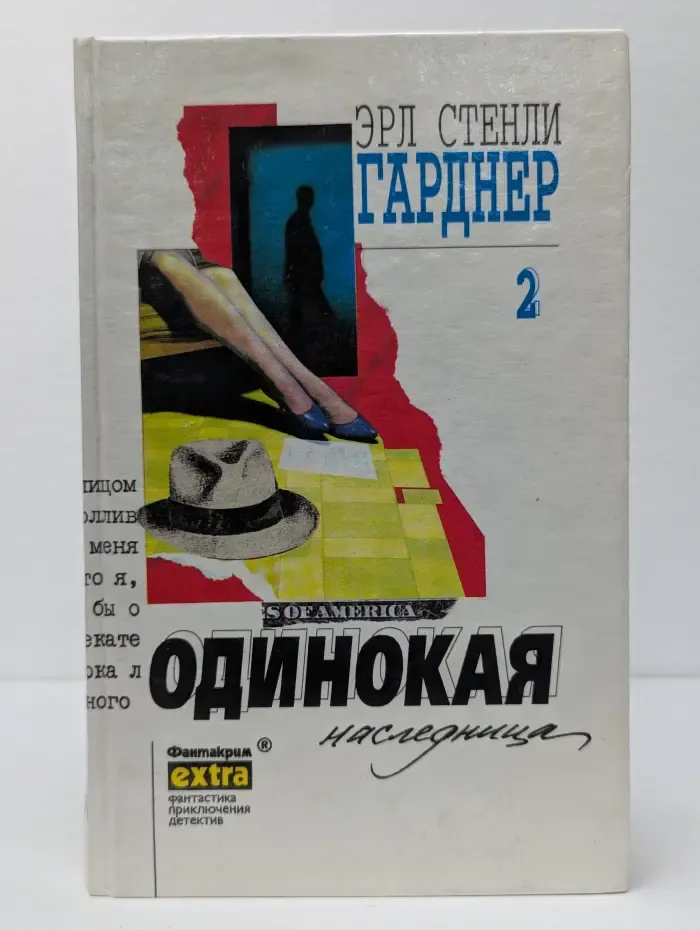 ЭРЛ СТЕНЛИ
ГАРДНЕР
2
лицом
оллив
меня
то я,
бы о
екате
ока л
ного
S OF AMERICA
ОДИНОКАЯ
наследница
Фантакрим ®
extra
фантастика
приключения
детектив